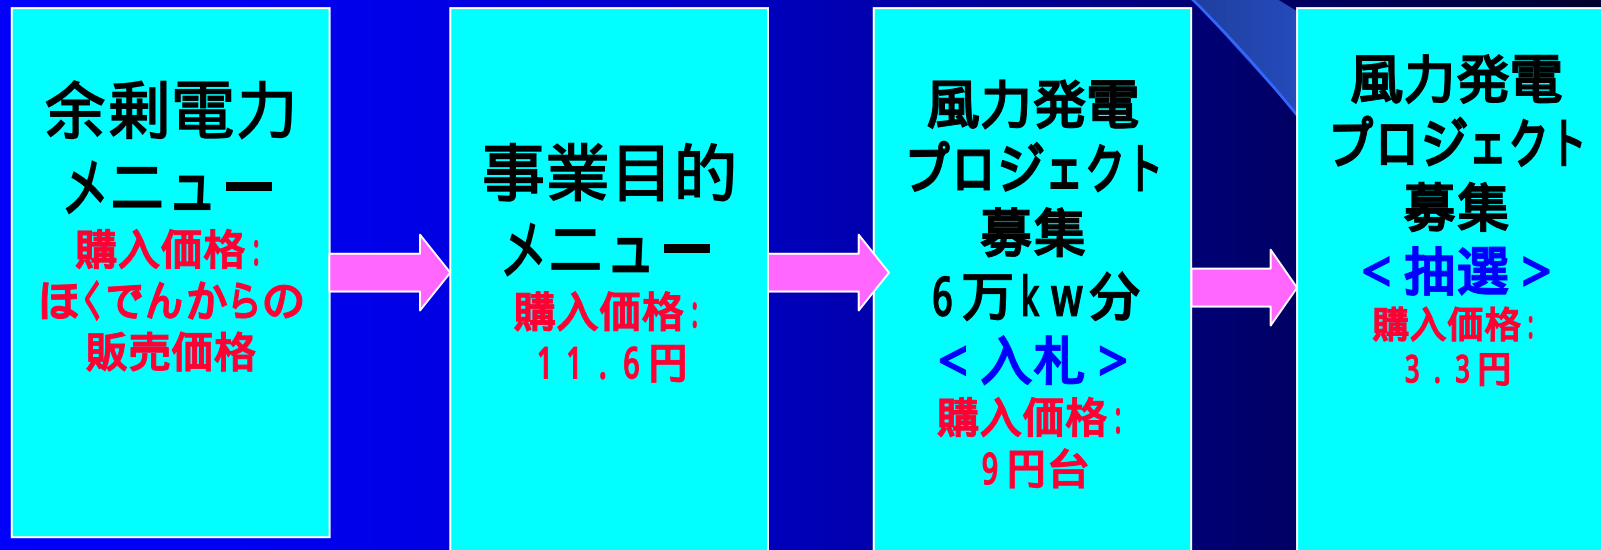 余剰電力
メニュー
購入価格：
ほくでんからの
販売価格
事業目的
メニュー
購入価格：
１１．６円
風力発電
プロジェクト
募集
６万ｋｗ分
＜入札＞
購入価格：
９円台
風力発電
プロジェクト
募集
＜抽選＞
購入価格：
３．３円